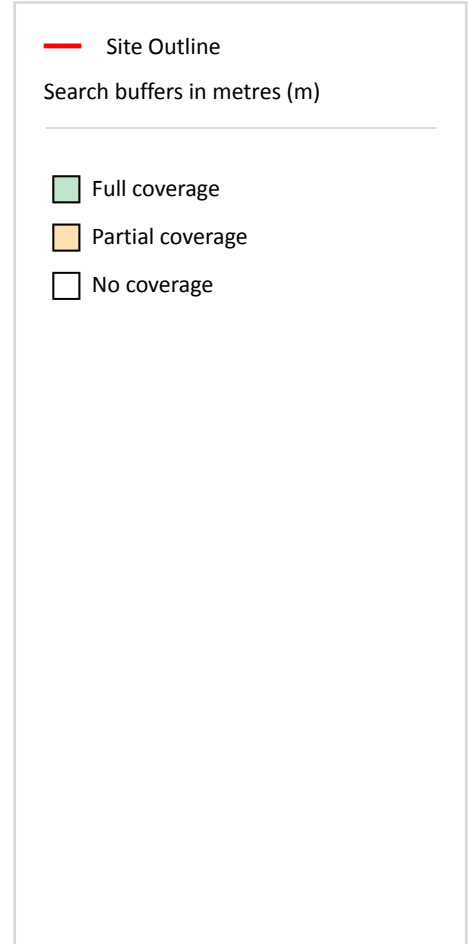 Site Outline
Search buffers in metres (m)
Full coverage
Partial coverage
No coverage